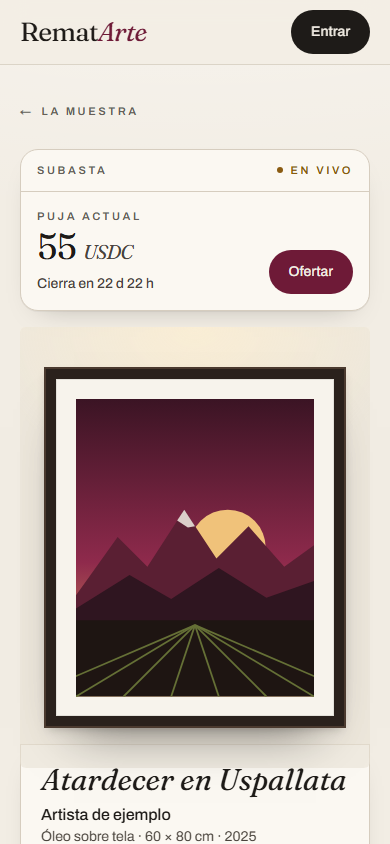 RematArte
Entrar
← LA MUESTRA
SUBASTA
EN VIVO
PUJA ACTUAL
55 USDC
Cierra en 22 d 22 h
Ofertar
Atardecer en Uspallata
Artista de ejemplo
Óleo sobre tela · 60 × 80 cm · 2025